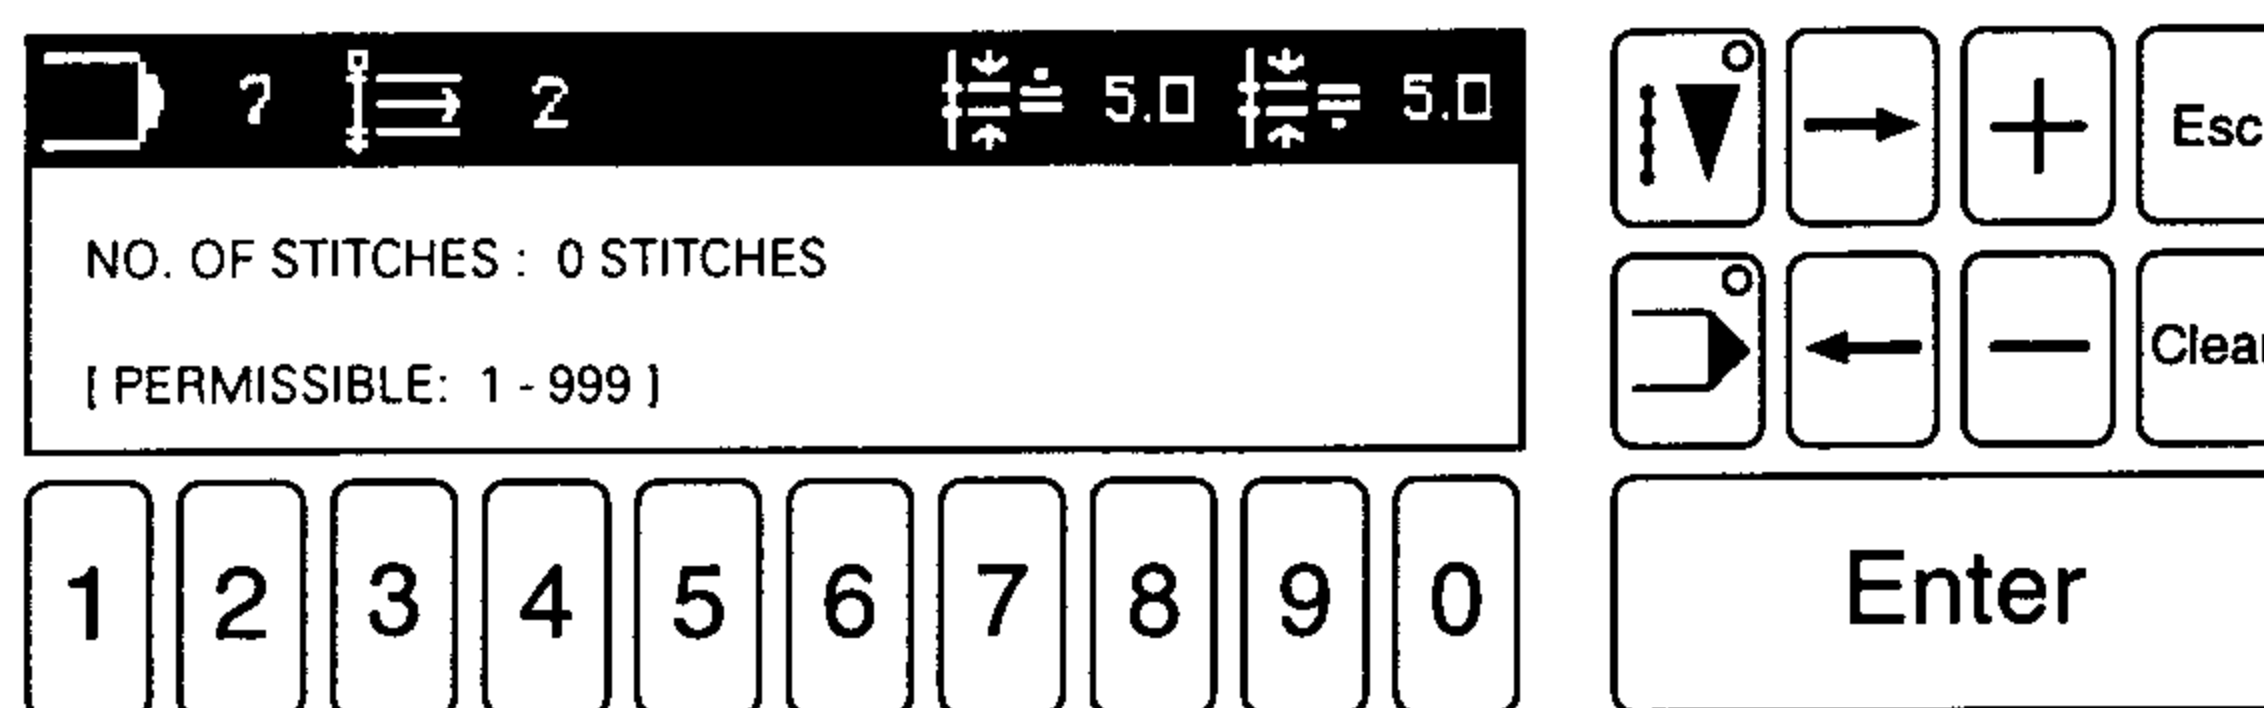 ? 2 5.0 5.0
NO. OF STITCHES : 0 STITCHES
[ PERMISSIBLE: 1 - 999 ]
1 2 3 4 5 6 7 8 9 0
Esc
Clear
Enter